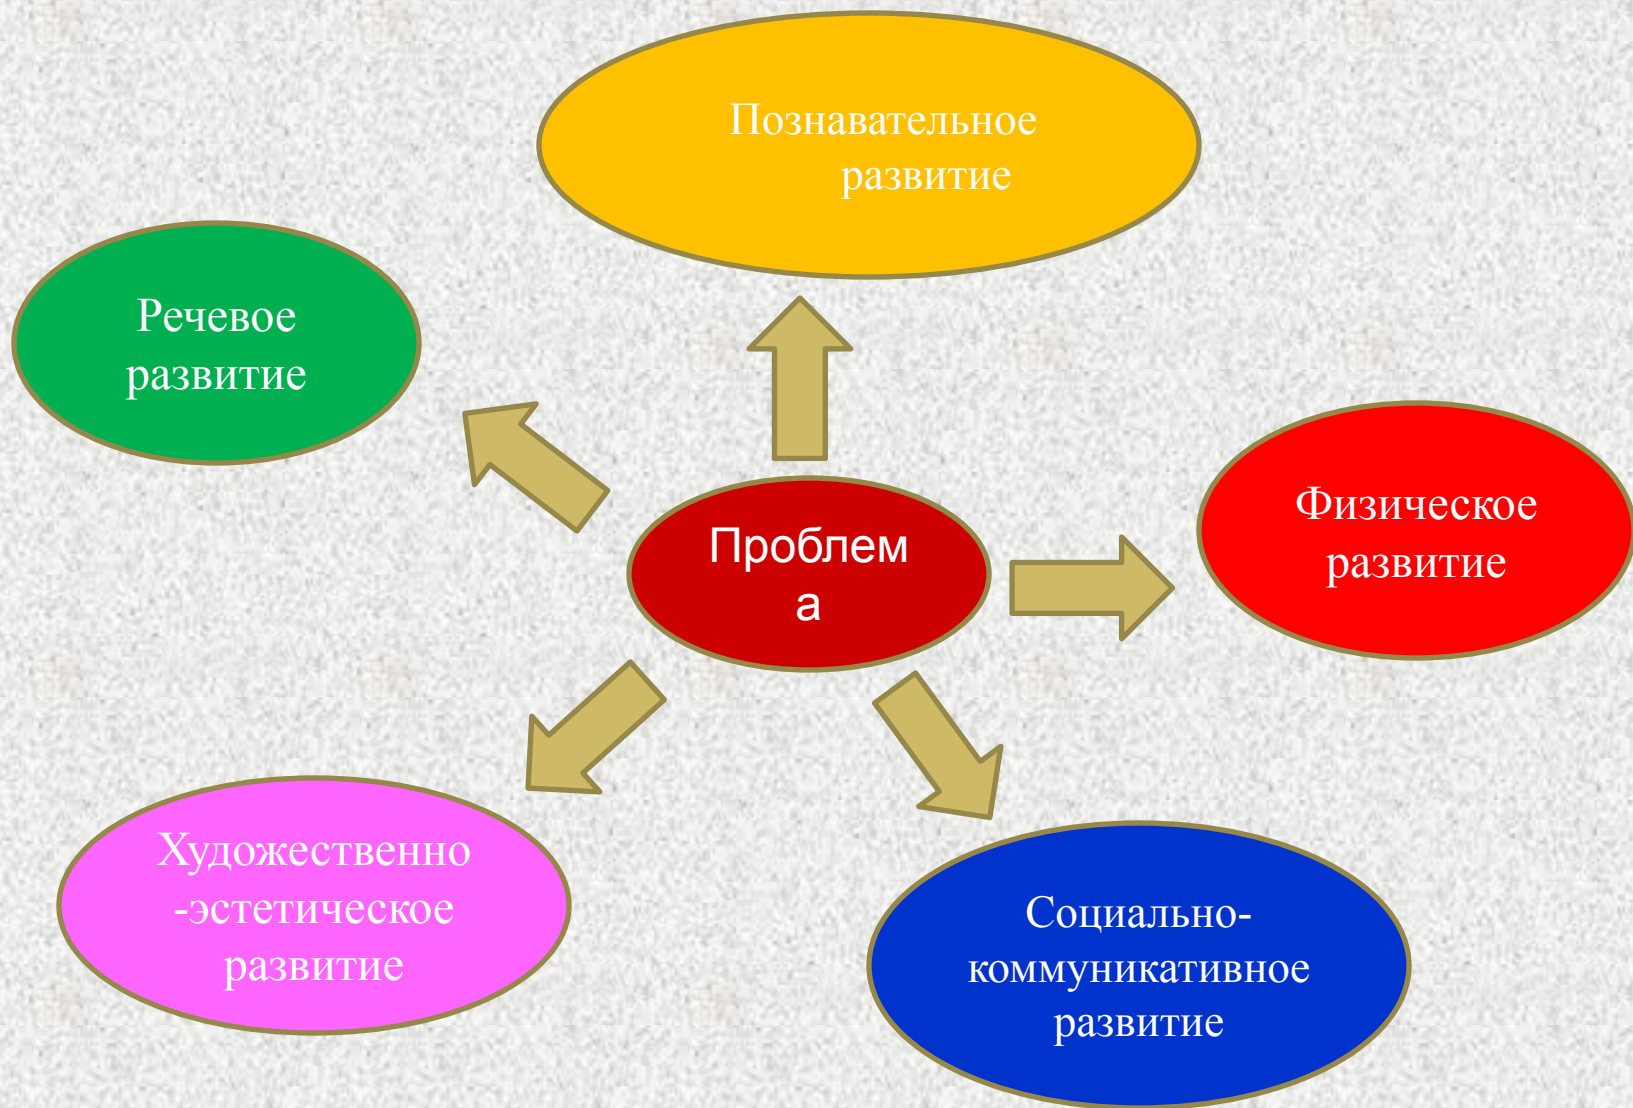 Познавательное
развитие
Речевое
развитие
Физическое
развитие
Проблем
а
Художественно
-эстетическое
развитие
Социально-
коммуникативное
развитие